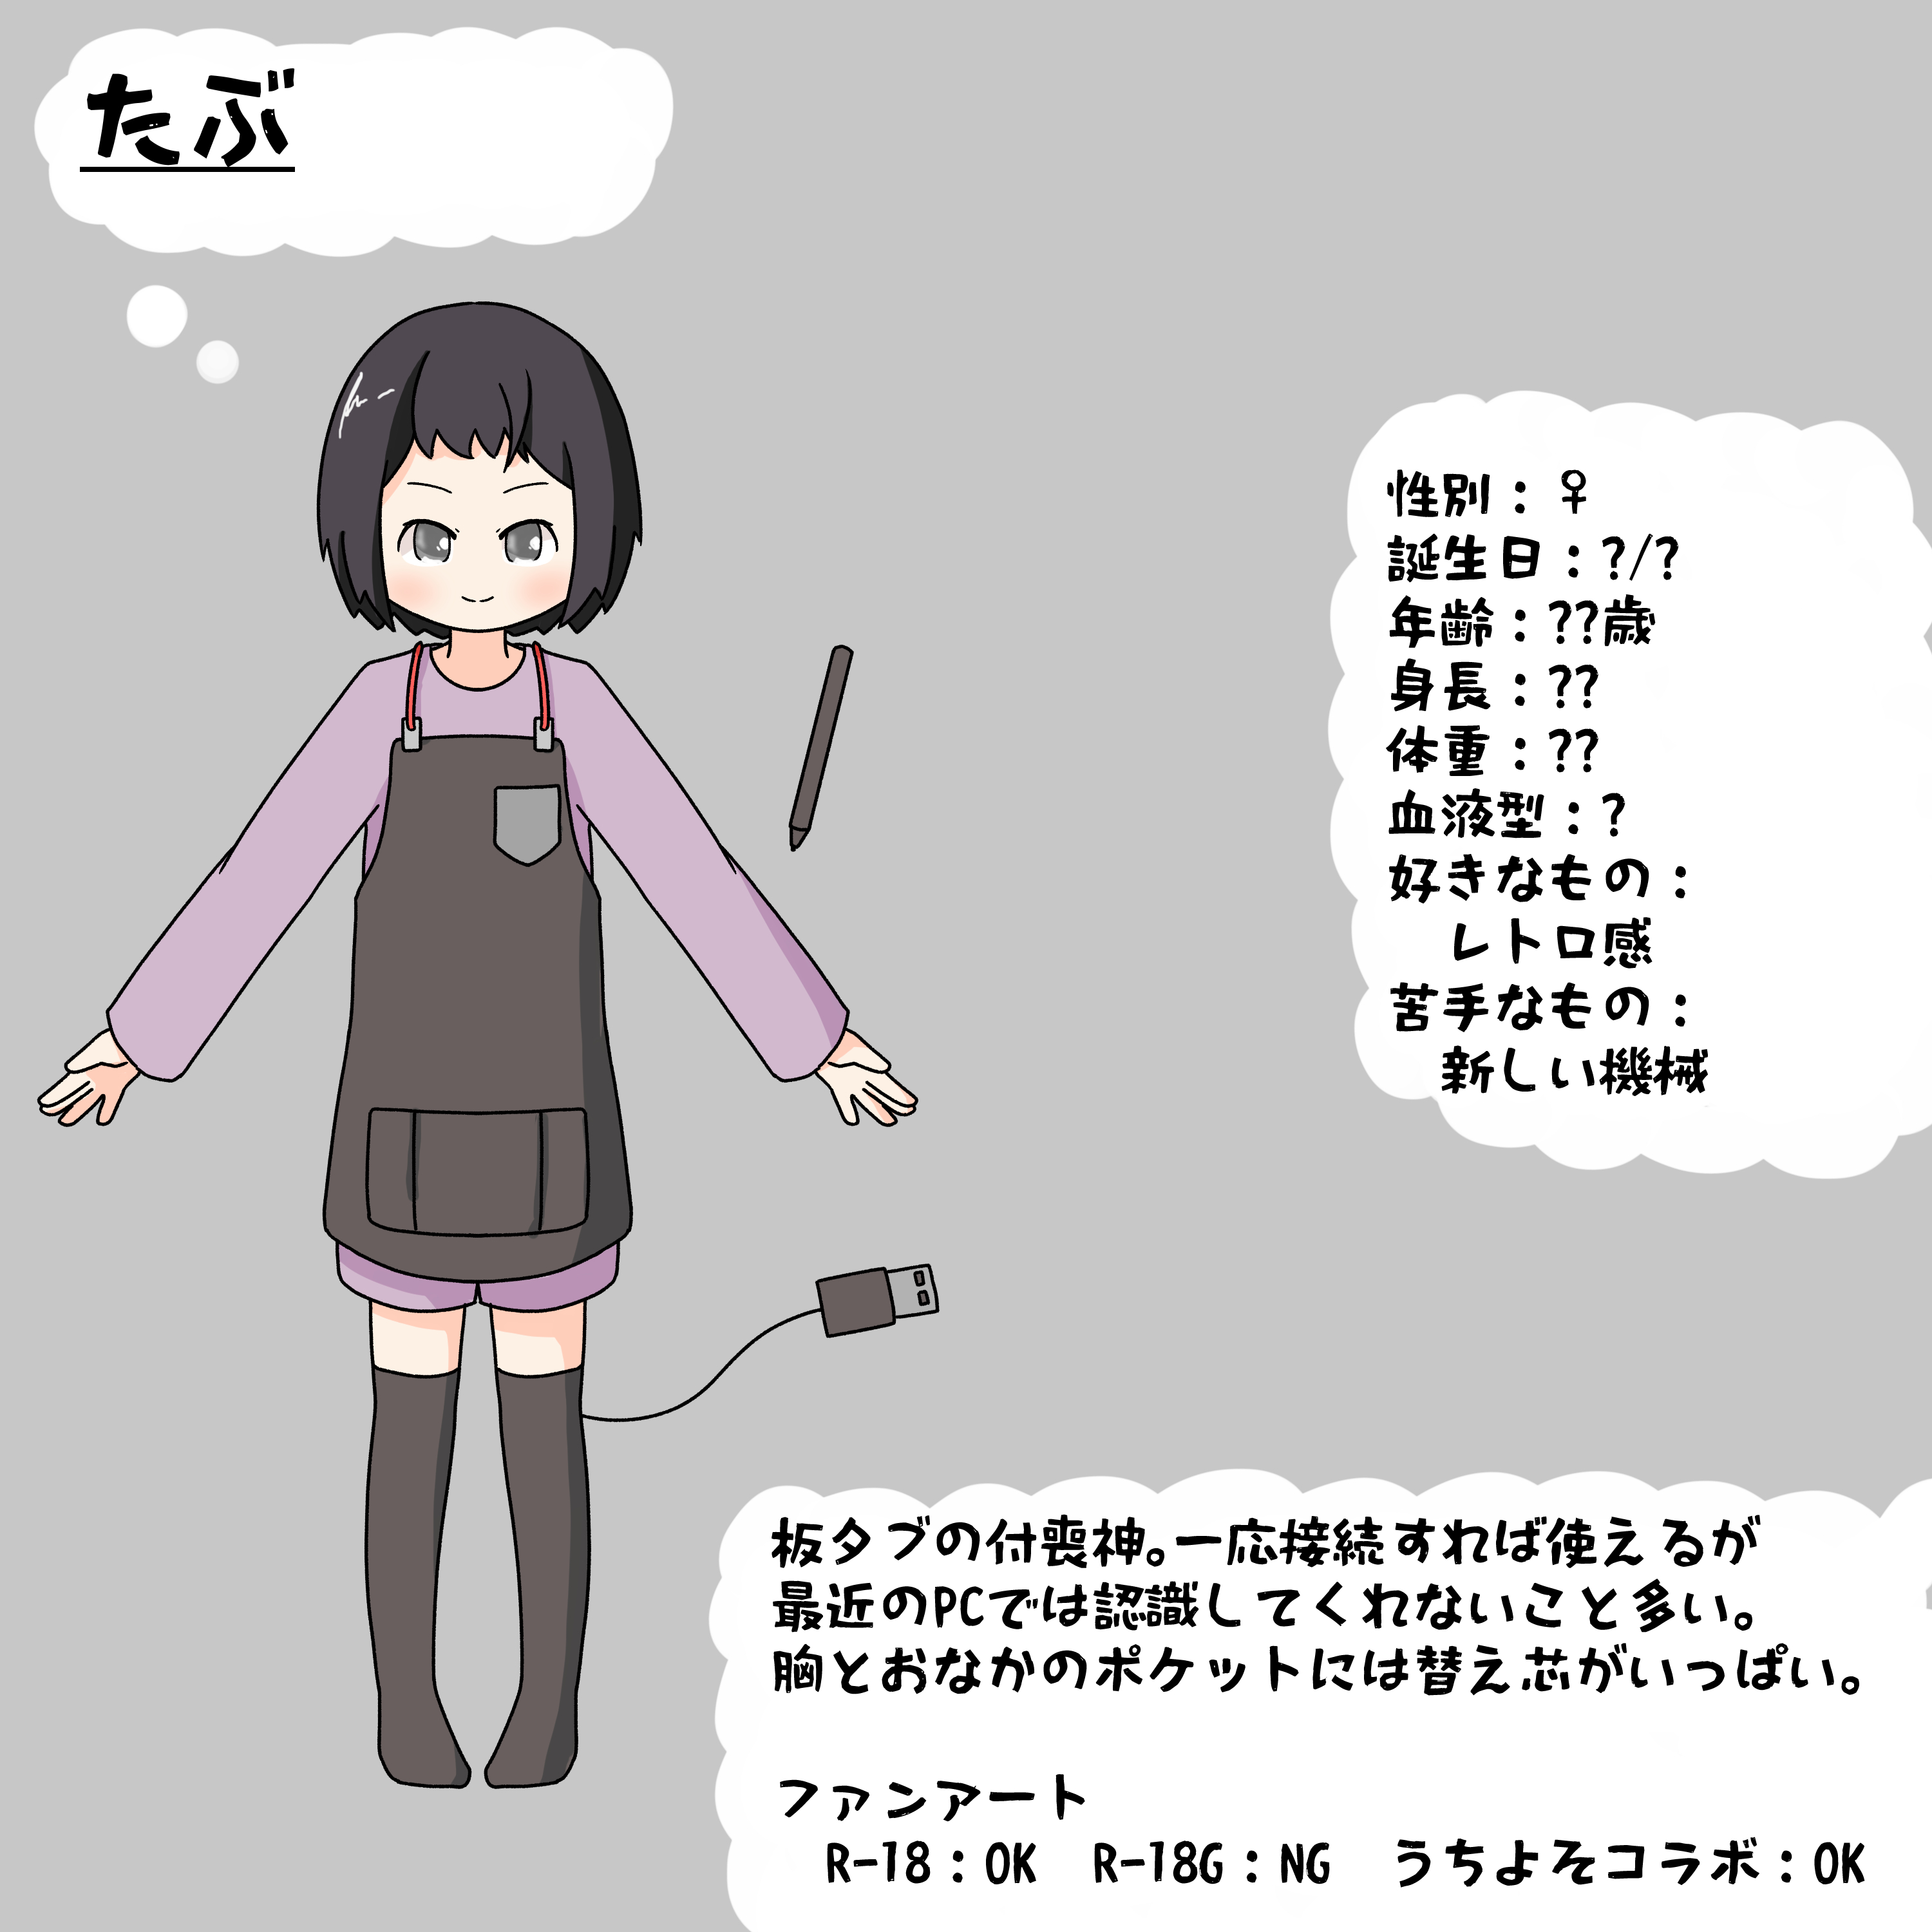 たぶ
性別：♀
誕生日：?/?
年齢：??歳
身長：??
体重：??
血液型：?
好きなもの：
レトロ感
苦手なもの：
新しい機械
板タブの付喪神。一応接続すれば使えるが
最近のPCでは認識してくれないこと多い。
胸とおなかのポケットには替え芯がいっぱい。
ファンアート
R-18：OK　R-18G：NG　うちよそコラボ：OK